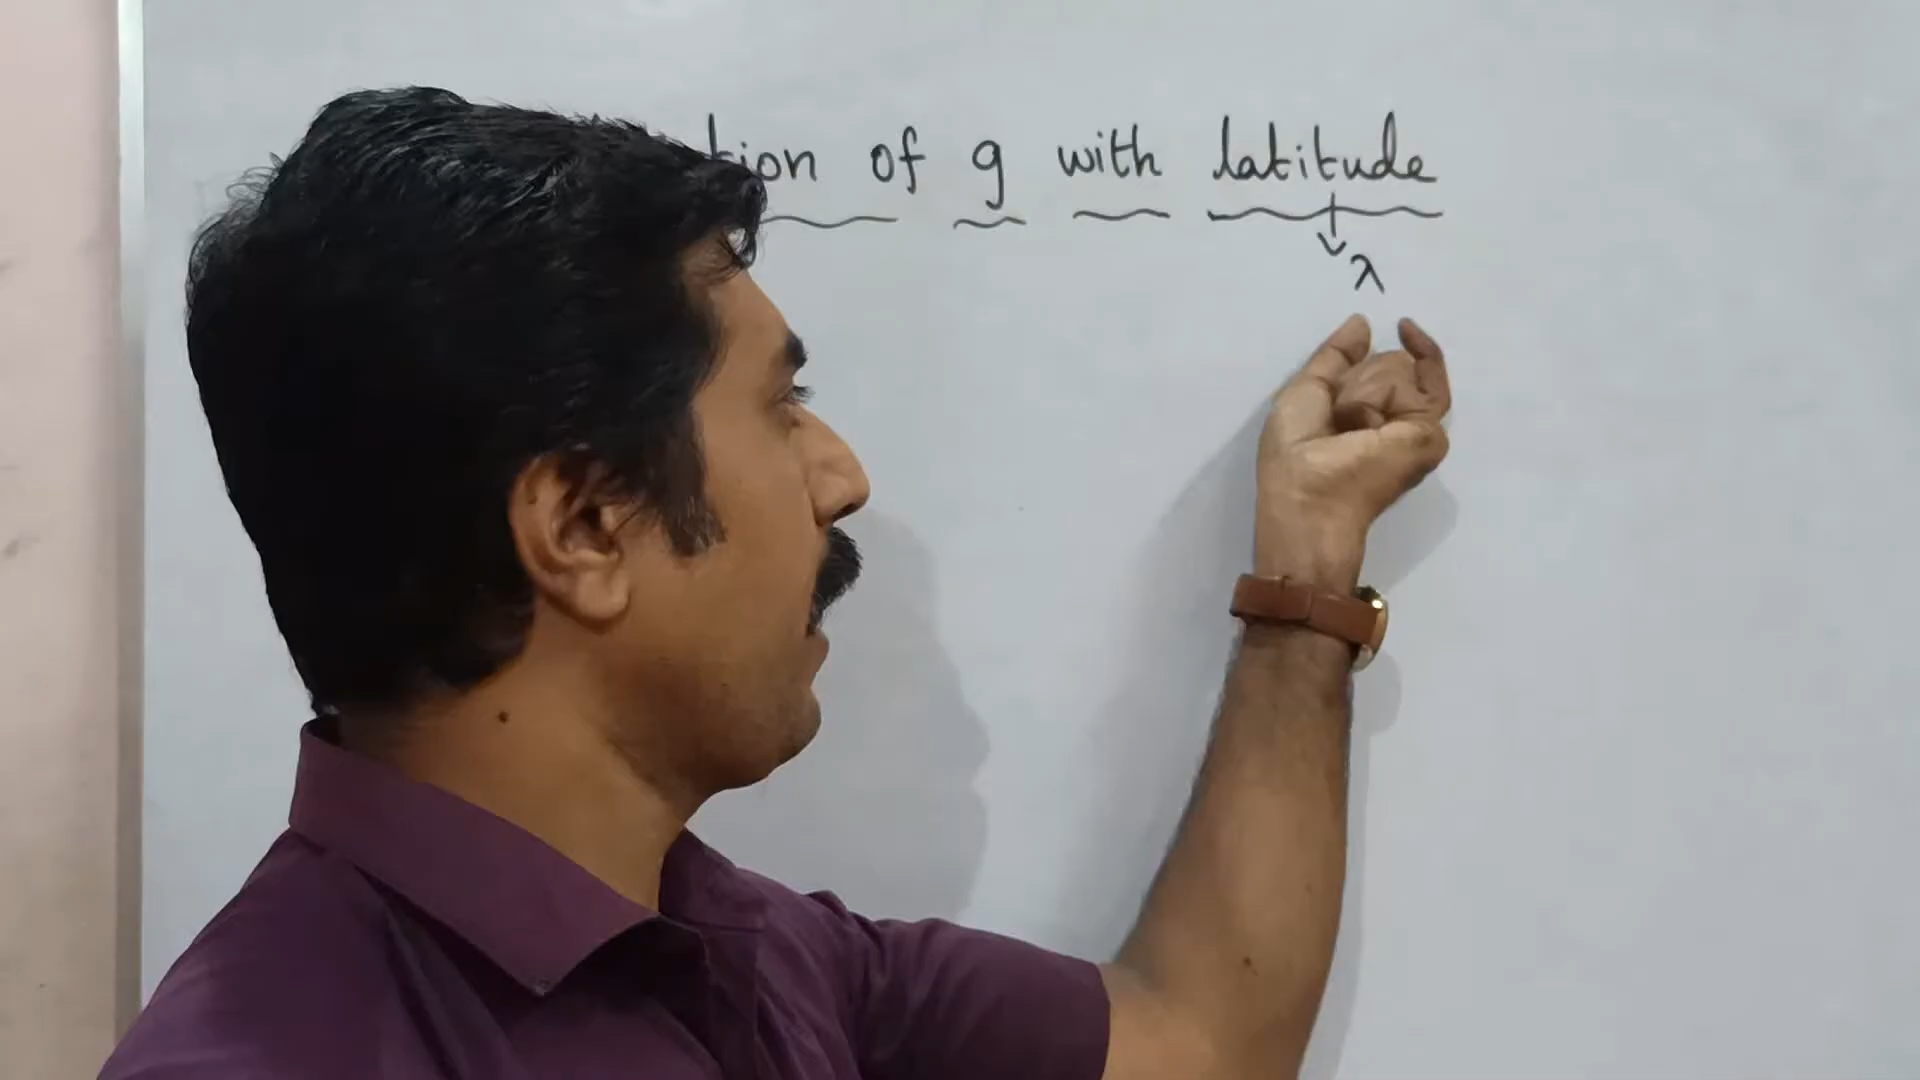 tion of g with latitude
λ